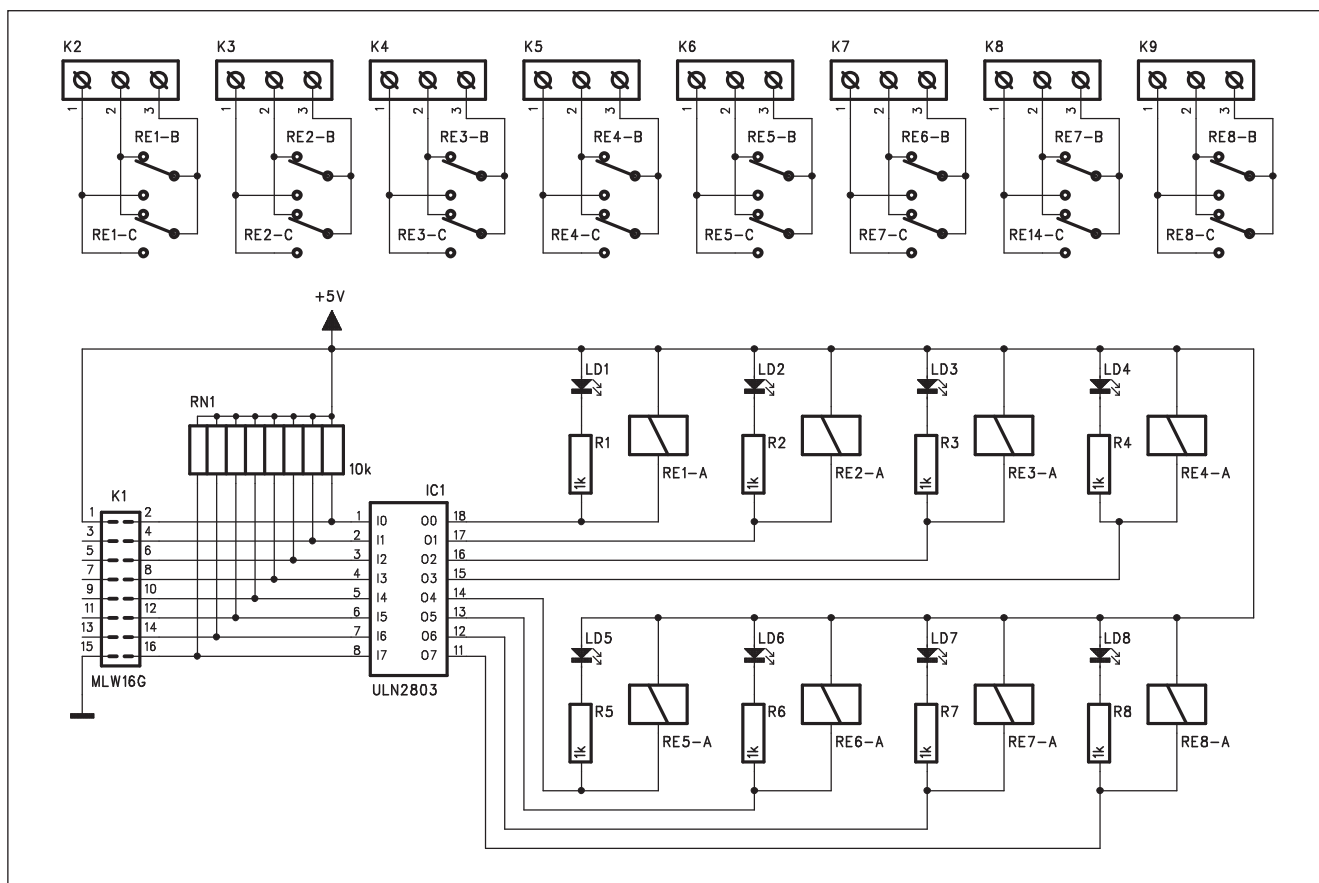 K2 K3 K4 K5 K6 K7 K8 K9
1 2 3 1 2 3 1 2 3 1 2 3 1 2 3 1 2 3 1 2 3 1 2 3
RE1-B RE2-B RE3-B RE4-B RE5-B RE6-B RE7-B RE8-B
RE1-C RE2-C RE3-C RE4-C RE5-C RE7-C RE14-C RE8-C
+5V
LD1 LD2 LD3 LD4
RN1
10k
R1 R2 R3 R4
1k 1k 1k 1k
RE1-A RE2-A RE3-A RE4-A
K1 IC1
1 2 1 I0 O0 18
3 4 2 I1 O1 17
5 6 3 I2 O2 16
7 8 4 I3 O3 15
9 10 5 I4 O4 14
11 12 6 I5 O5 13
13 14 7 I6 O6 12
15 16 8 I7 O7 11
MLW16G ULN2803
LD5 LD6 LD7 LD8
R5 R6 R7 R8
1k 1k 1k 1k
RE5-A RE6-A RE7-A RE8-A